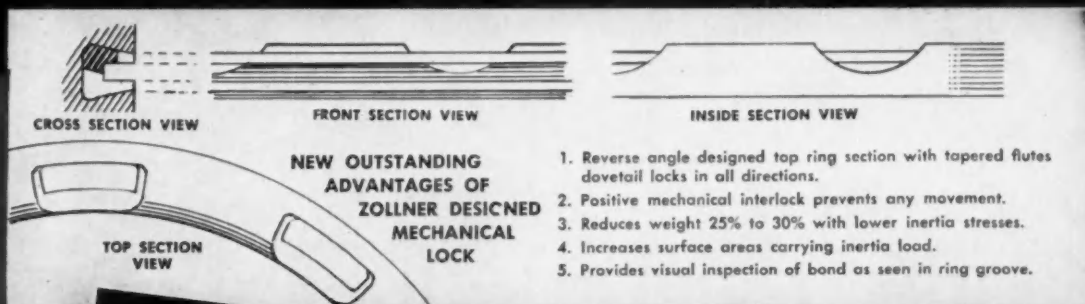 CROSS SECTION VIEW
FRONT SECTION VIEW
INSIDE SECTION VIEW
TOP SECTION
VIEW
NEW OUTSTANDING
ADVANTAGES OF
ZOLLNER DESIGNED
MECHANICAL
LOCK
1. Reverse angle designed top ring section with tapered flutes
dovetail locks in all directions.
2. Positive mechanical interlock prevents any movement.
3. Reduces weight 25% to 30% with lower inertia stresses.
4. Increases surface areas carrying inertia load.
5. Provides visual inspection of bond as seen in ring groove.